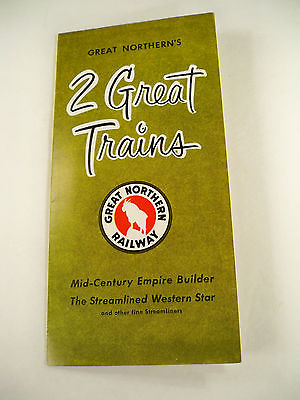 GREAT NORTHERN'S
2 Great
Trains
GREAT NORTHERN
RAILWAY
Mid-Century Empire Builder
The Streamlined Western Star
and other fine Streamliners